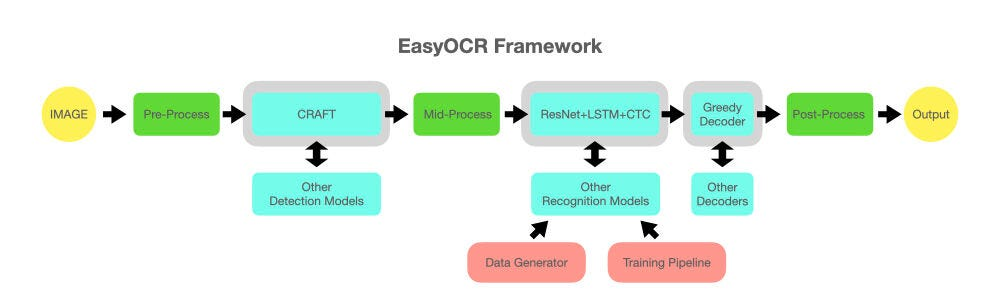 EasyOCR Framework
IMAGE
Pre-Process
CRAFT
Mid-Process
ResNet+LSTM+CTC
Greedy
Decoder
Post-Process
Output
Other
Detection Models
Other
Recognition Models
Other
Decoders
Data Generator
Training Pipeline